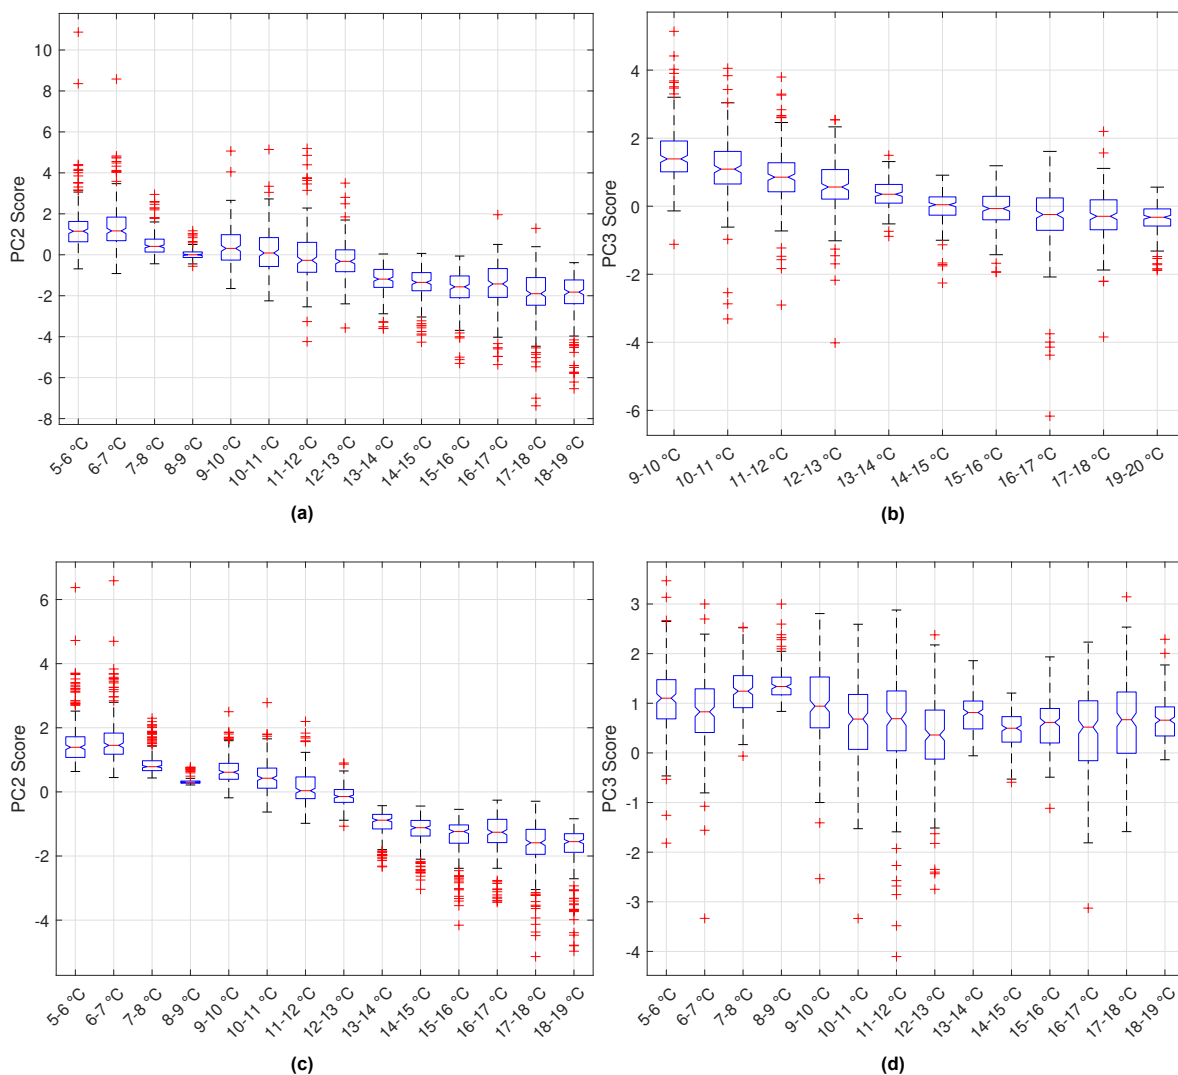 PC2 Score
10
8
6
4
2
0
-2
-4
-6
-8
5-6 °C
6-7 °C
7-8 °C
8-9 °C
9-10 °C
10-11 °C
11-12 °C
12-13 °C
13-14 °C
14-15 °C
15-16 °C
16-17 °C
17-18 °C
18-19 °C
(a)
PC3 Score
4
2
0
-2
-4
-6
9-10 °C
10-11 °C
11-12 °C
12-13 °C
13-14 °C
14-15 °C
15-16 °C
16-17 °C
17-18 °C
19-20 °C
(b)
PC2 Score
6
4
2
0
-2
-4
5-6 °C
6-7 °C
7-8 °C
8-9 °C
9-10 °C
10-11 °C
11-12 °C
12-13 °C
13-14 °C
14-15 °C
15-16 °C
16-17 °C
17-18 °C
18-19 °C
(c)
PC3 Score
3
2
1
0
-1
-2
-3
-4
5-6 °C
6-7 °C
7-8 °C
8-9 °C
9-10 °C
10-11 °C
11-12 °C
12-13 °C
13-14 °C
14-15 °C
15-16 °C
16-17 °C
17-18 °C
18-19 °C
(d)